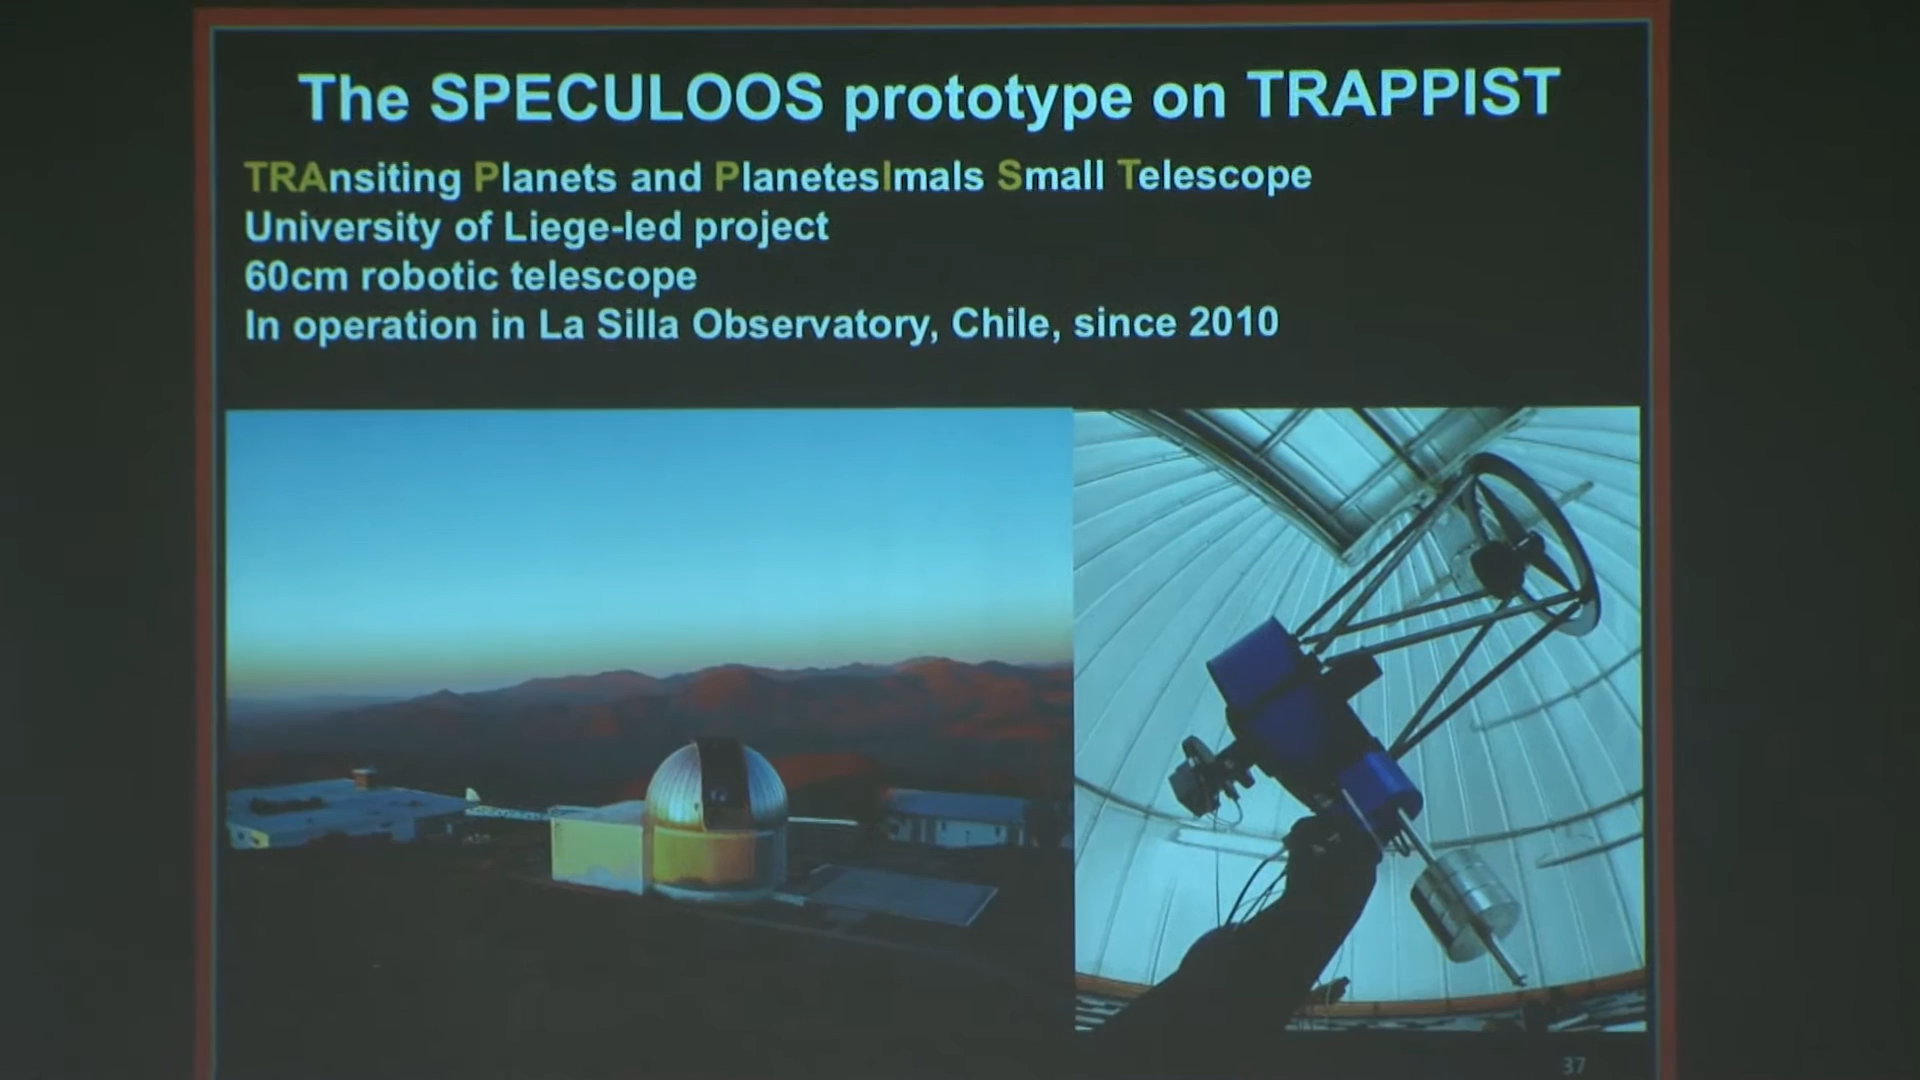 The SPECULOOS prototype on TRAPPIST
TRAnsiting Planets and PlanetesImals Small Telescope
University of Liege-led project
60cm robotic telescope
In operation in La Silla Observatory, Chile, since 2010
37